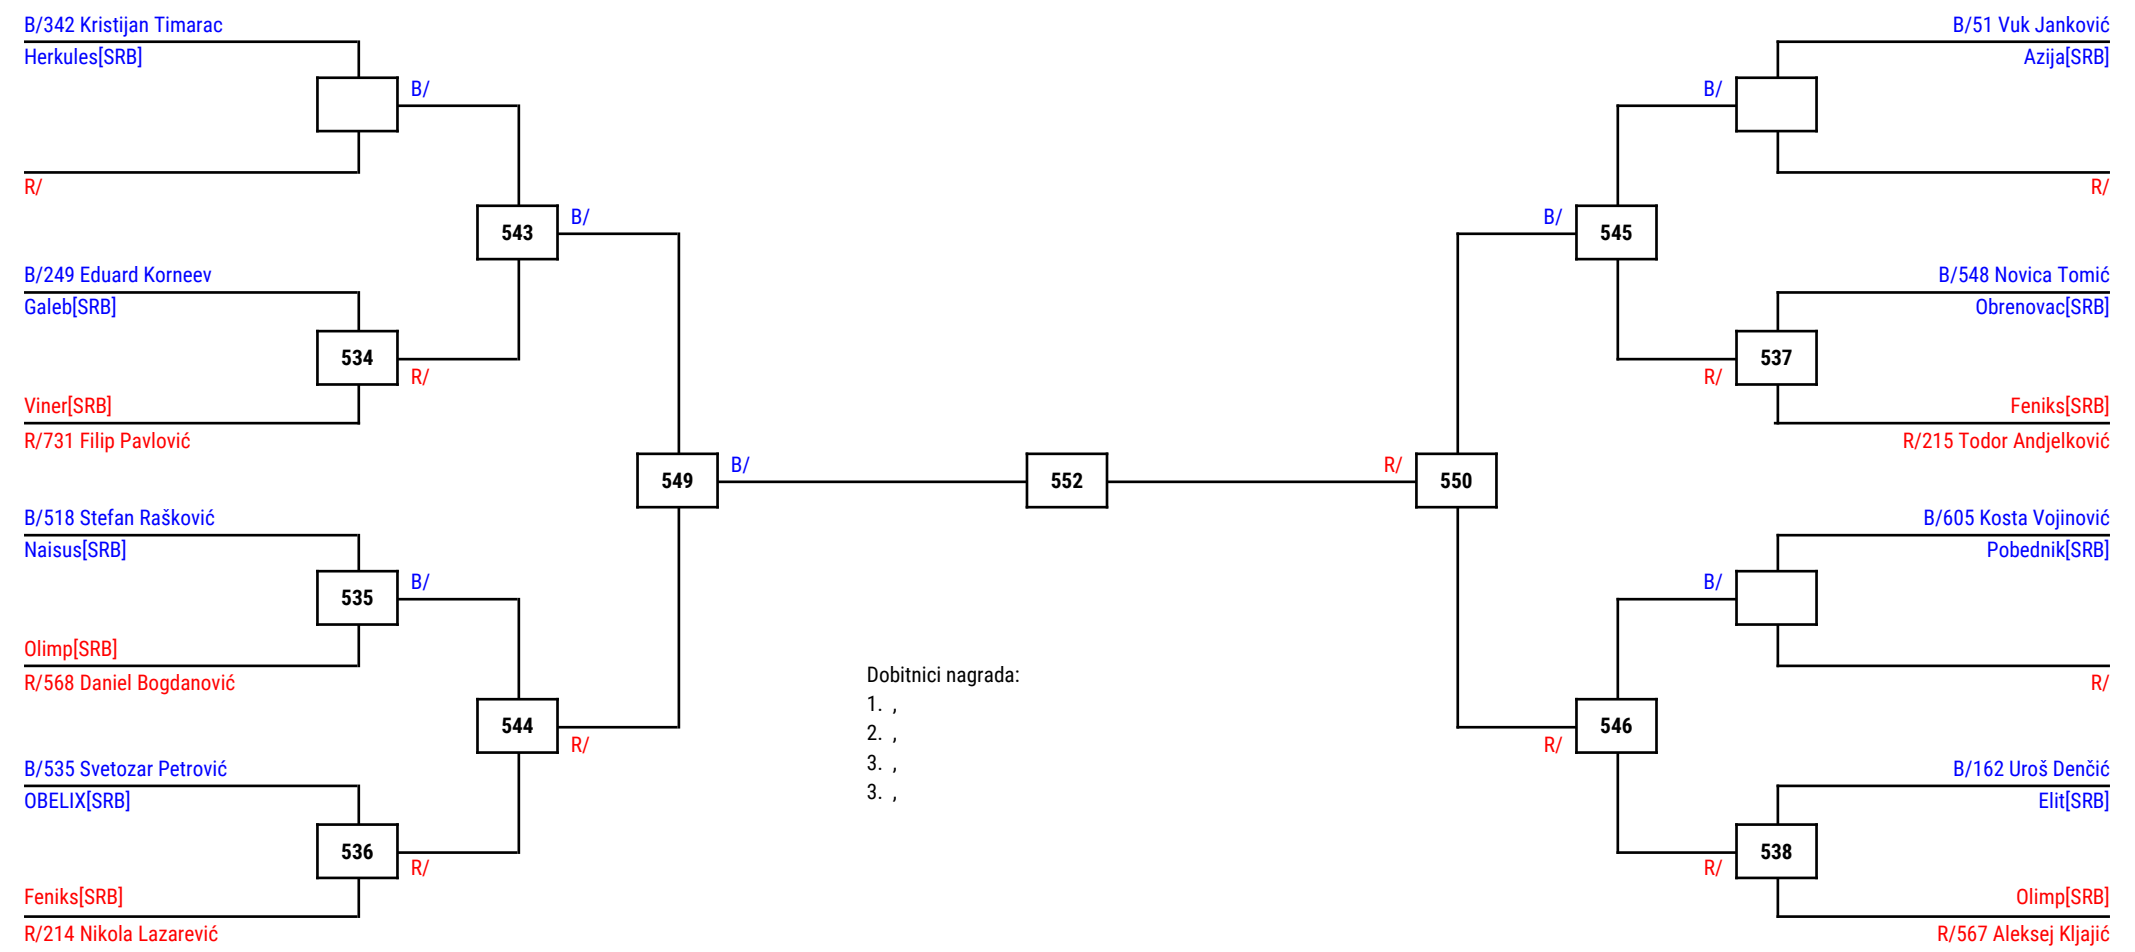 B/342 Kristijan Timarac
Herkules[SRB]
B/
R/
543
B/
B/249 Eduard Korneev
Galeb[SRB]
534
R/
Viner[SRB]
R/731 Filip Pavlović
549
B/
B/518 Stefan Rašković
Naisus[SRB]
535
B/
Olimp[SRB]
R/568 Daniel Bogdanović
544
R/
B/535 Svetozar Petrović
OBELIX[SRB]
536
R/
Feniks[SRB]
R/214 Nikola Lazarević
552
Dobitnici nagrada:
1. ,
2. ,
3. ,
3. ,
B/51 Vuk Janković
Azija[SRB]
B/
R/
B/
545
B/548 Novica Tomić
Obrenovac[SRB]
537
R/
Feniks[SRB]
R/215 Todor Andjelković
R/
550
B/605 Kosta Vojinović
Pobednik[SRB]
B/
R/
546
R/
B/162 Uroš Denčić
Elit[SRB]
538
R/
Olimp[SRB]
R/567 Aleksej Kljajić